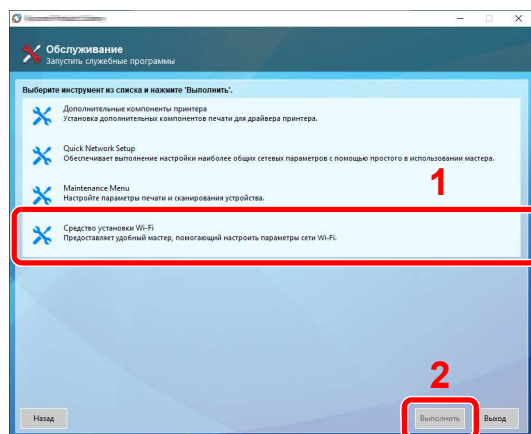 Обслуживание
Запустить служебные программы
Выберите инструмент из списка и нажмите 'Выполнить'.
Дополнительные компоненты принтера
Установка дополнительных компонентов печати для драйвера принтера.
Quick Network Setup
Обеспечивает выполнение настройки наиболее общих сетевых параметров с помощью простого в использовании мастера.
1
Maintenance Menu
Настройте параметры печати и сканирования устройства.
Средство установки Wi-Fi
Предоставляет удобный мастер, помогающий настроить параметры сети Wi-Fi.
2
Назад
Выполнить
Выход